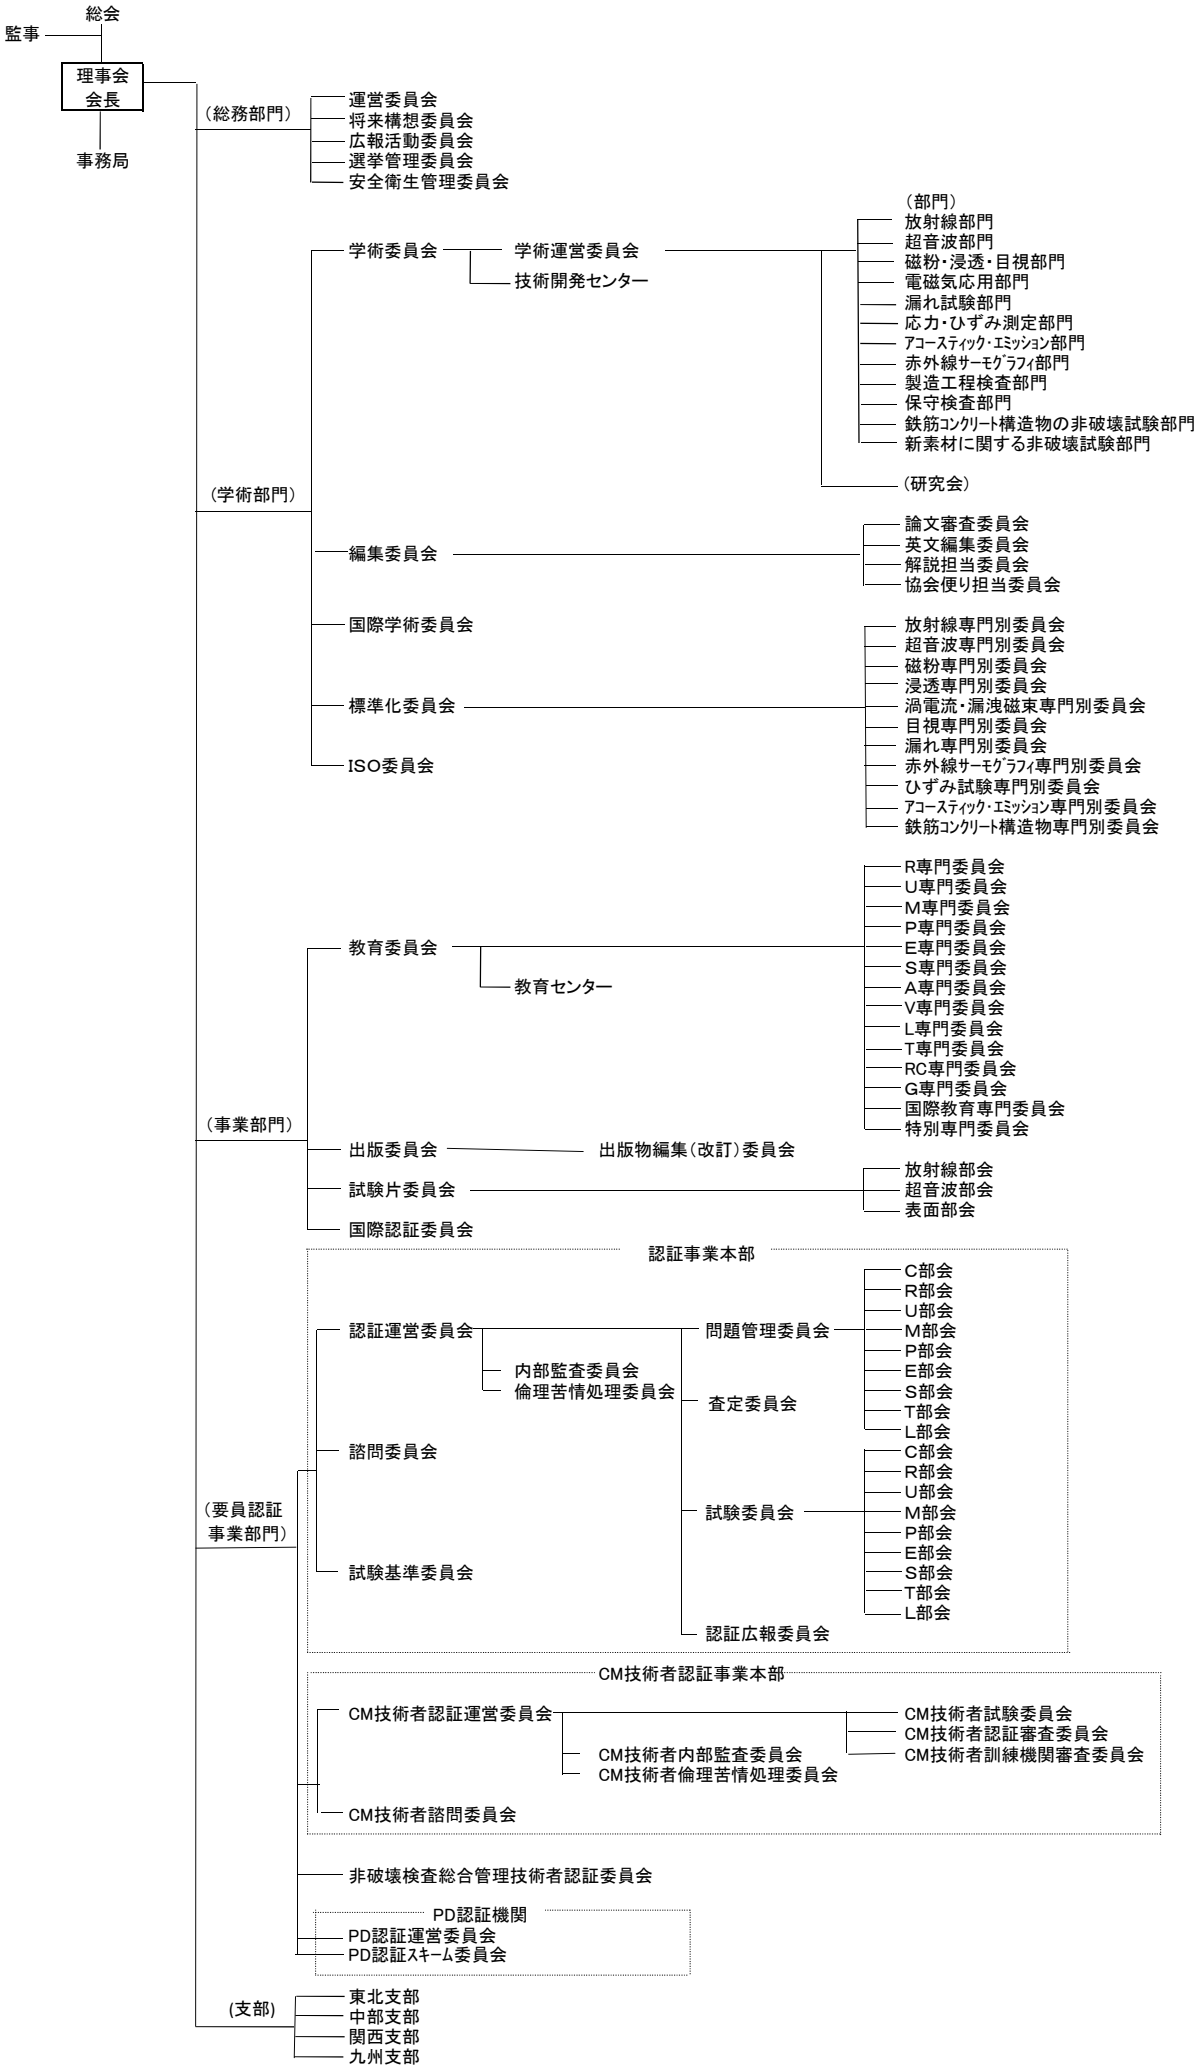 総会
監事
理事会
会長
事務局
（総務部門）
運営委員会
将来構想委員会
広報活動委員会
選挙管理委員会
安全衛生管理委員会
（学術部門）
学術委員会
学術運営委員会
技術開発センター
（部門）
放射線部門
超音波部門
磁粉・浸透・目視部門
電磁気応用部門
漏れ試験部門
応力・ひずみ測定部門
ｱｺｰｽﾃｨｯｸ・ｴﾐｯｼｮﾝ部門
赤外線ｻｰﾓｸﾞﾗﾌｨ部門
製造工程検査部門
保守検査部門
鉄筋ｺﾝｸﾘｰﾄ構造物の非破壊試験部門
新素材に関する非破壊試験部門
（研究会）
編集委員会
論文審査委員会
英文編集委員会
解説担当委員会
協会便り担当委員会
国際学術委員会
標準化委員会
放射線専門別委員会
超音波専門別委員会
磁粉専門別委員会
浸透専門別委員会
渦電流・漏洩磁束専門別委員会
目視専門別委員会
漏れ専門別委員会
赤外線ｻｰﾓｸﾞﾗﾌｨ専門別委員会
ひずみ試験専門別委員会
ｱｺｰｽﾃｨｯｸ・ｴﾐｯｼｮﾝ専門別委員会
鉄筋ｺﾝｸﾘｰﾄ構造物専門別委員会
ISO委員会
（事業部門）
教育委員会
教育センター
R専門委員会
U専門委員会
M専門委員会
P専門委員会
E専門委員会
S専門委員会
A専門委員会
V専門委員会
L専門委員会
T専門委員会
RC専門委員会
G専門委員会
国際教育専門委員会
特別専門委員会
出版委員会
出版物編集（改訂）委員会
試験片委員会
放射線部会
超音波部会
表面部会
国際認証委員会
（要員認証
事業部門）
認証事業本部
認証運営委員会
内部監査委員会
倫理苦情処理委員会
問題管理委員会
C部会
R部会
U部会
M部会
P部会
E部会
S部会
T部会
L部会
査定委員会
諮問委員会
試験委員会
C部会
R部会
U部会
M部会
P部会
E部会
S部会
T部会
L部会
試験基準委員会
認証広報委員会
CM技術者認証事業本部
CM技術者認証運営委員会
CM技術者試験委員会
CM技術者認証審査委員会
CM技術者訓練機関審査委員会
CM技術者内部監査委員会
CM技術者倫理苦情処理委員会
CM技術者諮問委員会
非破壊検査総合管理技術者認証委員会
PD認証機関
PD認証運営委員会
PD認証ｽｷｰﾑ委員会
(支部)
東北支部
中部支部
関西支部
九州支部